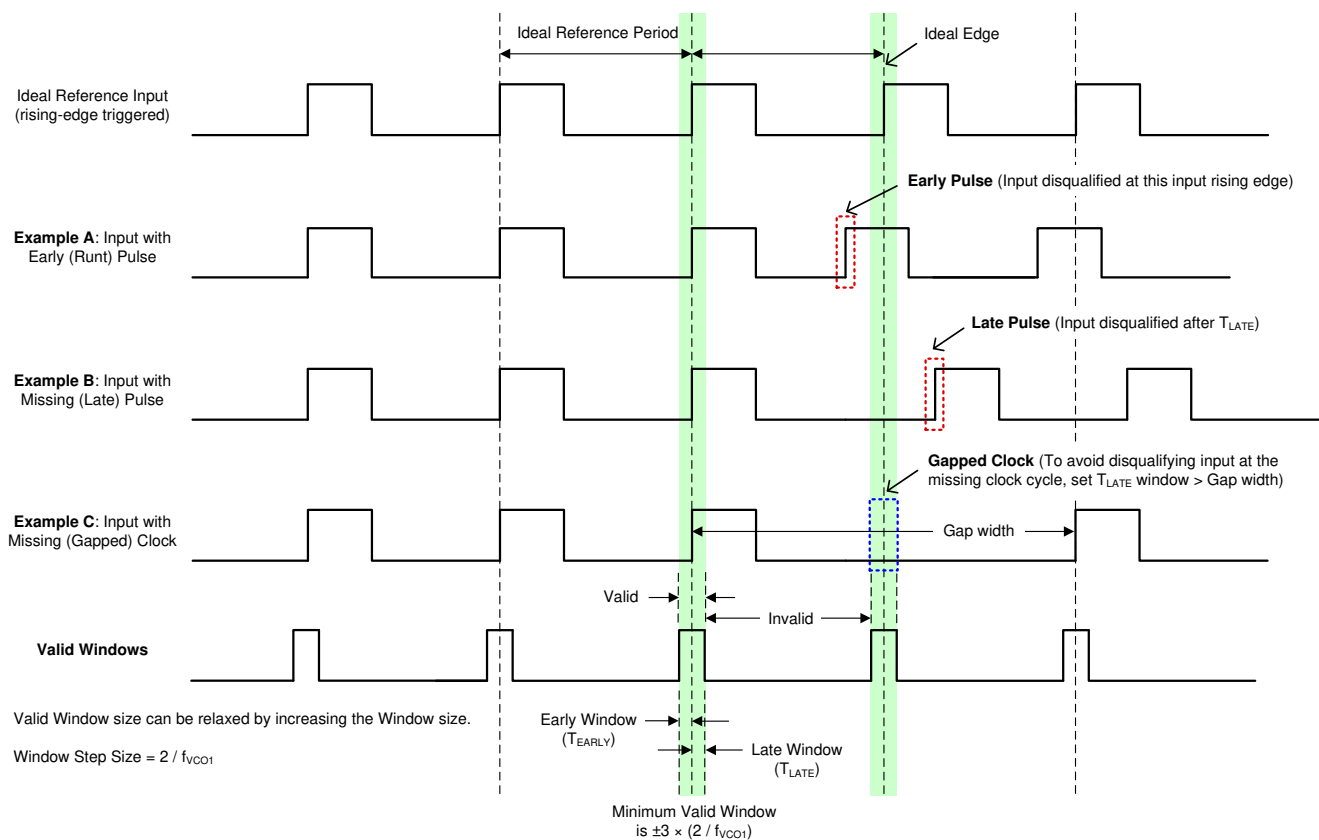 Ideal Reference Period
Ideal Edge
Ideal Reference Input
(rising-edge triggered)
Early Pulse (Input disqualified at this input rising edge)
Example A: Input with
Early (Runt) Pulse
Late Pulse (Input disqualified after TLATE)
Example B: Input with
Missing (Late) Pulse
Gapped Clock (To avoid disqualifying input at the
missing clock cycle, set TLATE window > Gap width)
Example C: Input with
Missing (Gapped) Clock
Gap width
Valid
Invalid
Valid Windows
Valid Window size can be relaxed by increasing the Window size.
Early Window
(TEARLY)
Window Step Size = 2 / fVCO1
Late Window
(TLATE)
Minimum Valid Window
is ±3 × (2 / fVCO1)